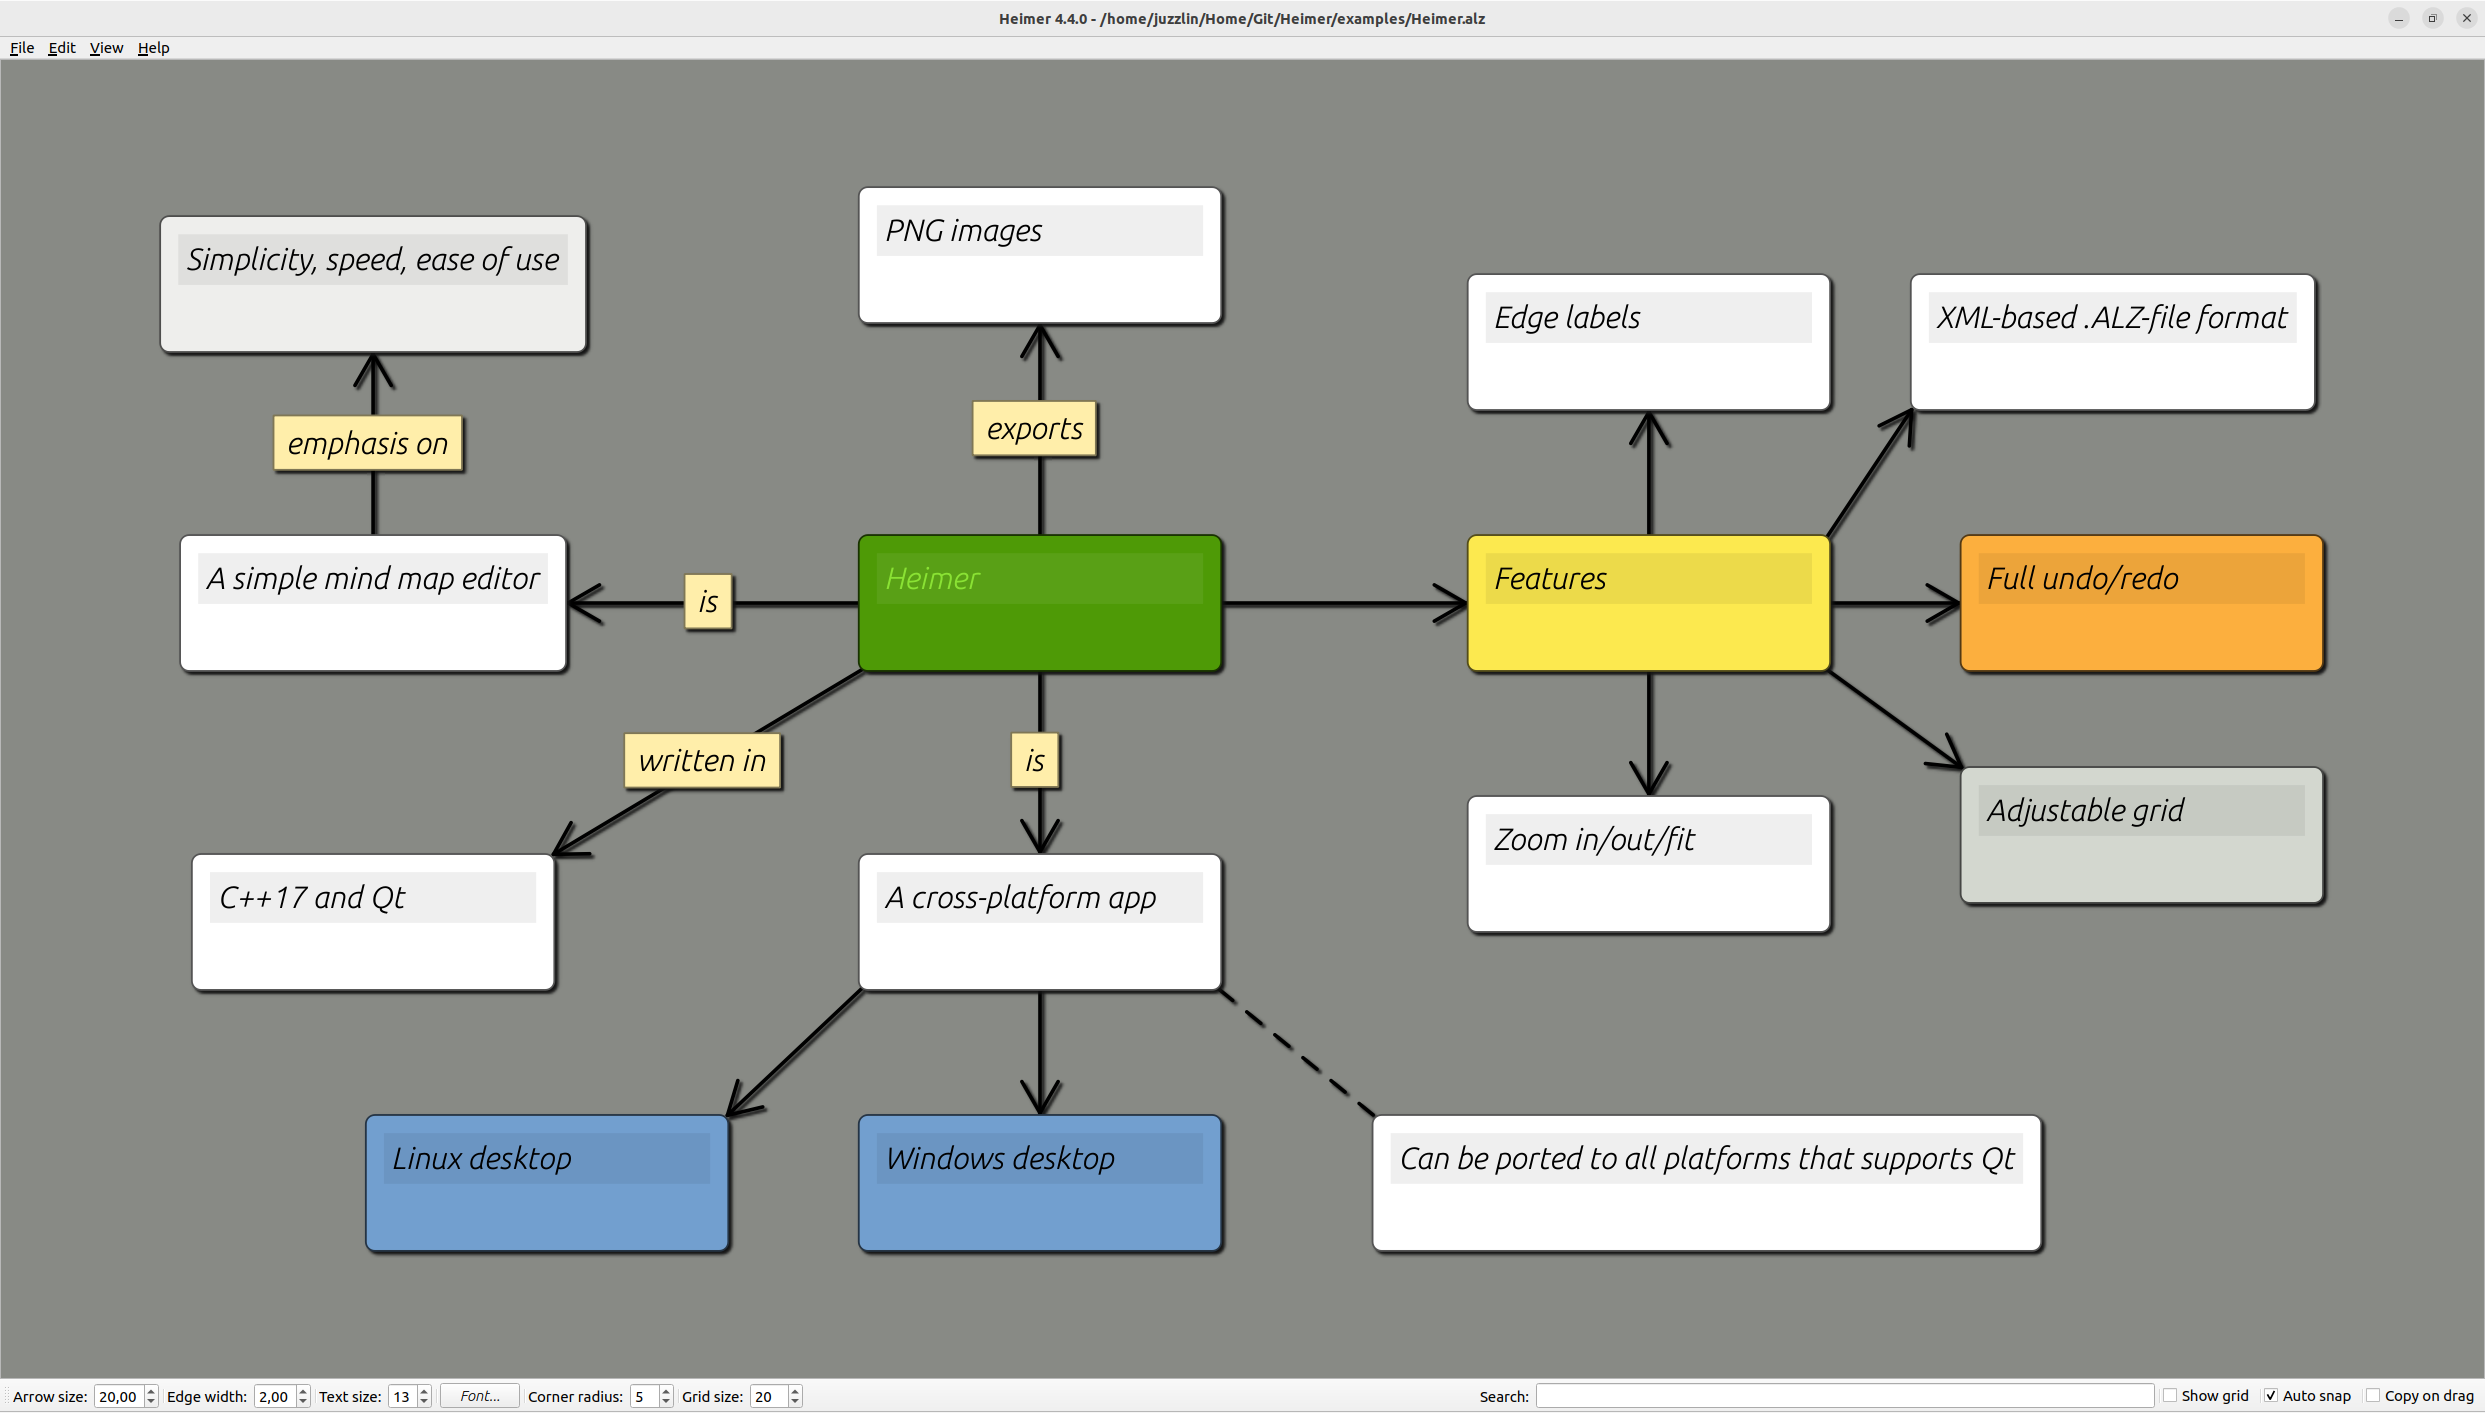 Heimer 4.4.0 - /home/juzzlin/Home/Git/Heimer/examples/Heimer.alz
File Edit View Help
PNG images
Simplicity, speed, ease of use
Edge labels
XML-based .ALZ-file format
exports
emphasis on
A simple mind map editor
is
Heimer
Features
Full undo/redo
written in
is
Adjustable grid
Zoom in/out/fit
C++17 and Qt
A cross-platform app
Linux desktop
Windows desktop
Can be ported to all platforms that supports Qt
Arrow size: 20,00 Edge width: 2,00 Text size: 13 Font... Corner radius: 5 Grid size: 20 Search: Show grid Auto snap Copy on drag